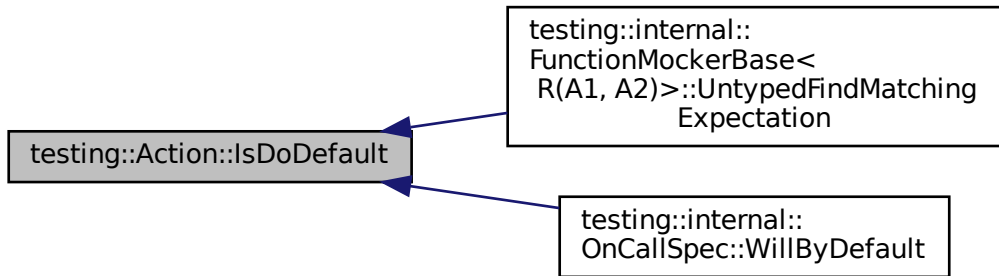 testing::internal::
FunctionMockerBase<
R(A1, A2)>::UntypedFindMatching
Expectation
testing::Action::IsDoDefault
testing::internal::
OnCallSpec::WillByDefault